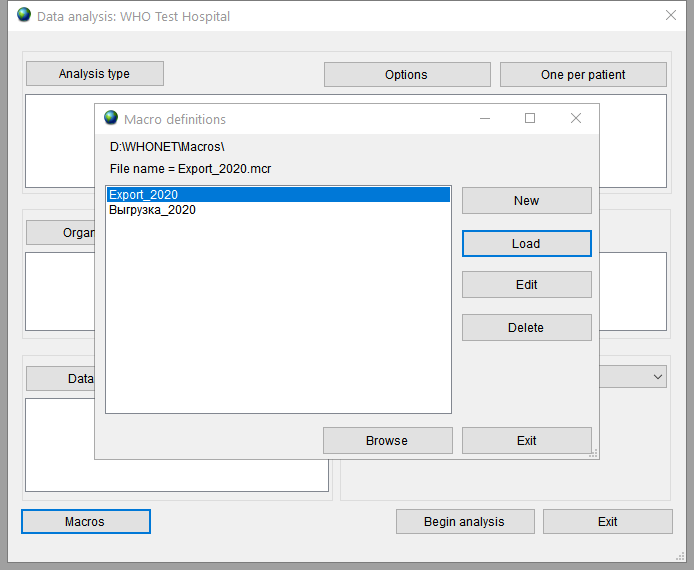 Data analysis: WHO Test Hospital
Analysis type
Options
One per patient
Macro definitions
D:\WHONET\Macros\
File name = Export_2020.mcr
Export_2020
Выгрузка_2020
New
Load
Edit
Delete
Browse
Exit
Organ
Data
Macros
Begin analysis
Exit